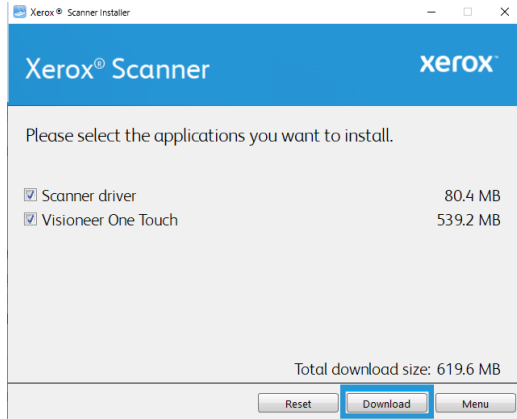 Xerox® Scanner Installer
Xerox® Scanner
xerox™
Please select the applications you want to install.
Scanner driver 80.4 MB
Visioneer One Touch 539.2 MB
Total download size: 619.6 MB
Reset Download Menu